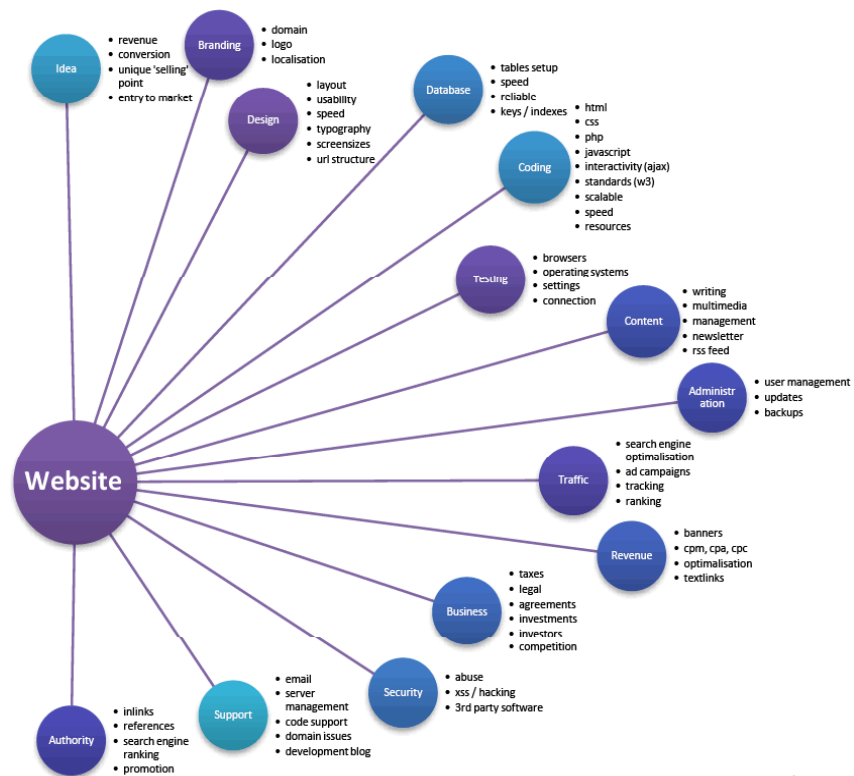 Idea
• revenue
• conversion
• unique 'selling'
point
• entry to market
Branding
• domain
• logo
• localisation
Design
• layout
• usability
• speed
• typography
• screensizes
• url structure
Database
• tables setup
• speed
• reliable
• keys / indexes
Coding
• html
• css
• php
• javascript
• interactivity (ajax)
• standards (w3)
• scalable
• speed
• resources
Testing
• browsers
• operating systems
• settings
• connection
Content
• writing
• multimedia
• management
• newsletter
• rss feed
Administr
ation
• user management
• updates
• backups
Website
Traffic
• search engine
optimalisation
• ad campaigns
• tracking
• ranking
Revenue
• banners
• cpm, cpa, cpc
• optimalisation
• textlinks
Business
• taxes
• legal
• agreements
• investments
• investors
• competition
Security
• abuse
• xss / hacking
• 3rd party software
Support
• email
• server
management
• code support
• domain issues
• development blog
Authority
• inlinks
• references
• search engine
ranking
• promotion